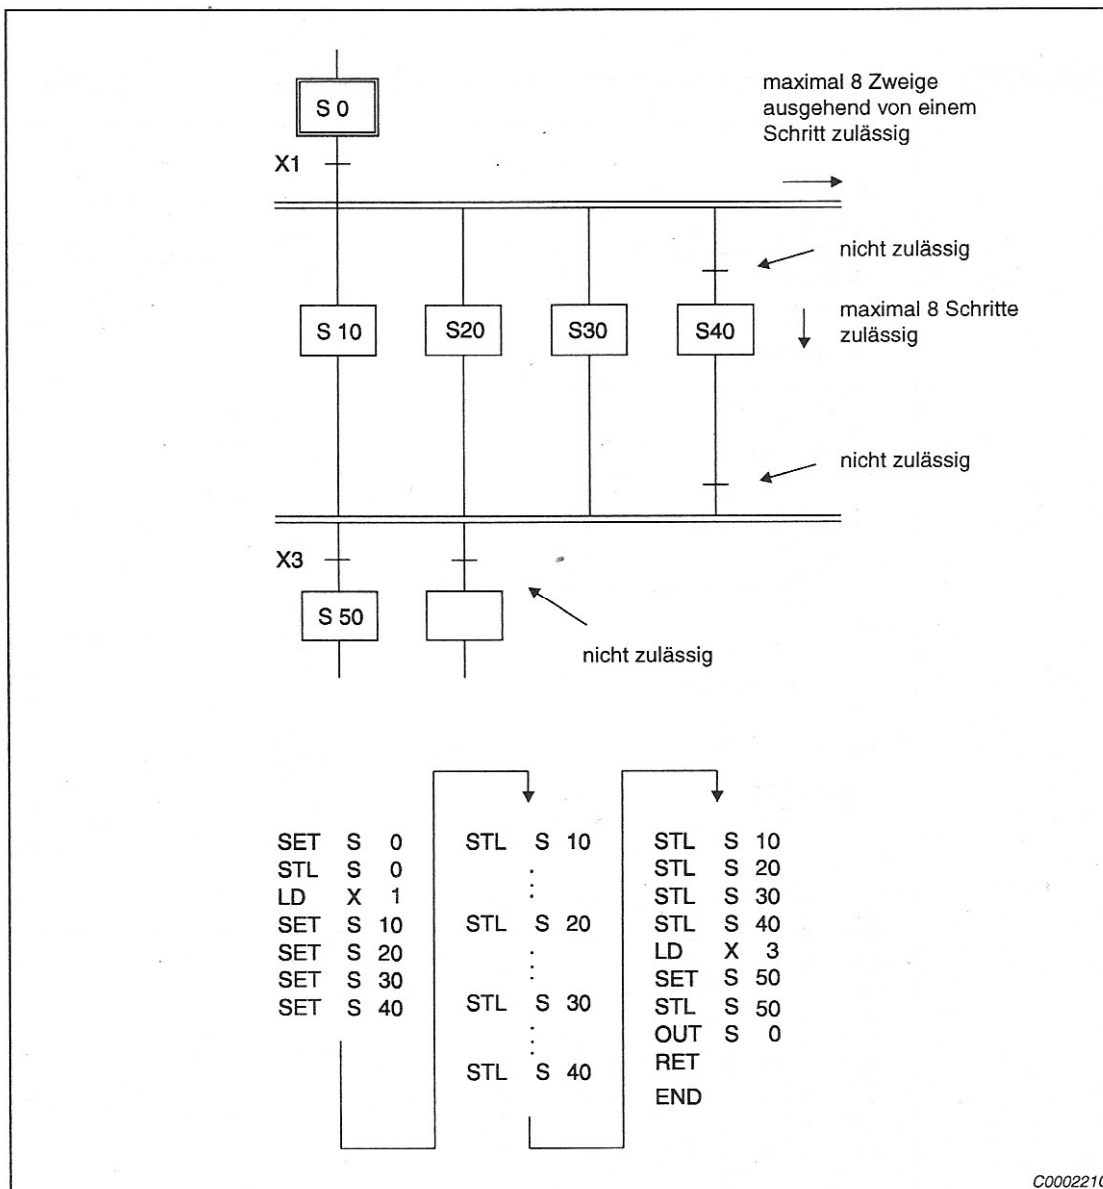 S 0
maximal 8 Zweige
ausgehend von einem
Schritt zulässig
X1
nicht zulässig
S 10
S20
S30
S40
maximal 8 Schritte
zulässig
nicht zulässig
X3
S 50
nicht zulässig
SET S 0
STL S 0
LD X 1
SET S 10
SET S 20
SET S 30
SET S 40
STL S 10
STL S 20
STL S 30
STL S 40
STL S 10
STL S 20
STL S 30
STL S 40
LD X 3
SET S 50
STL S 50
OUT S 0
RET
END
C0002210